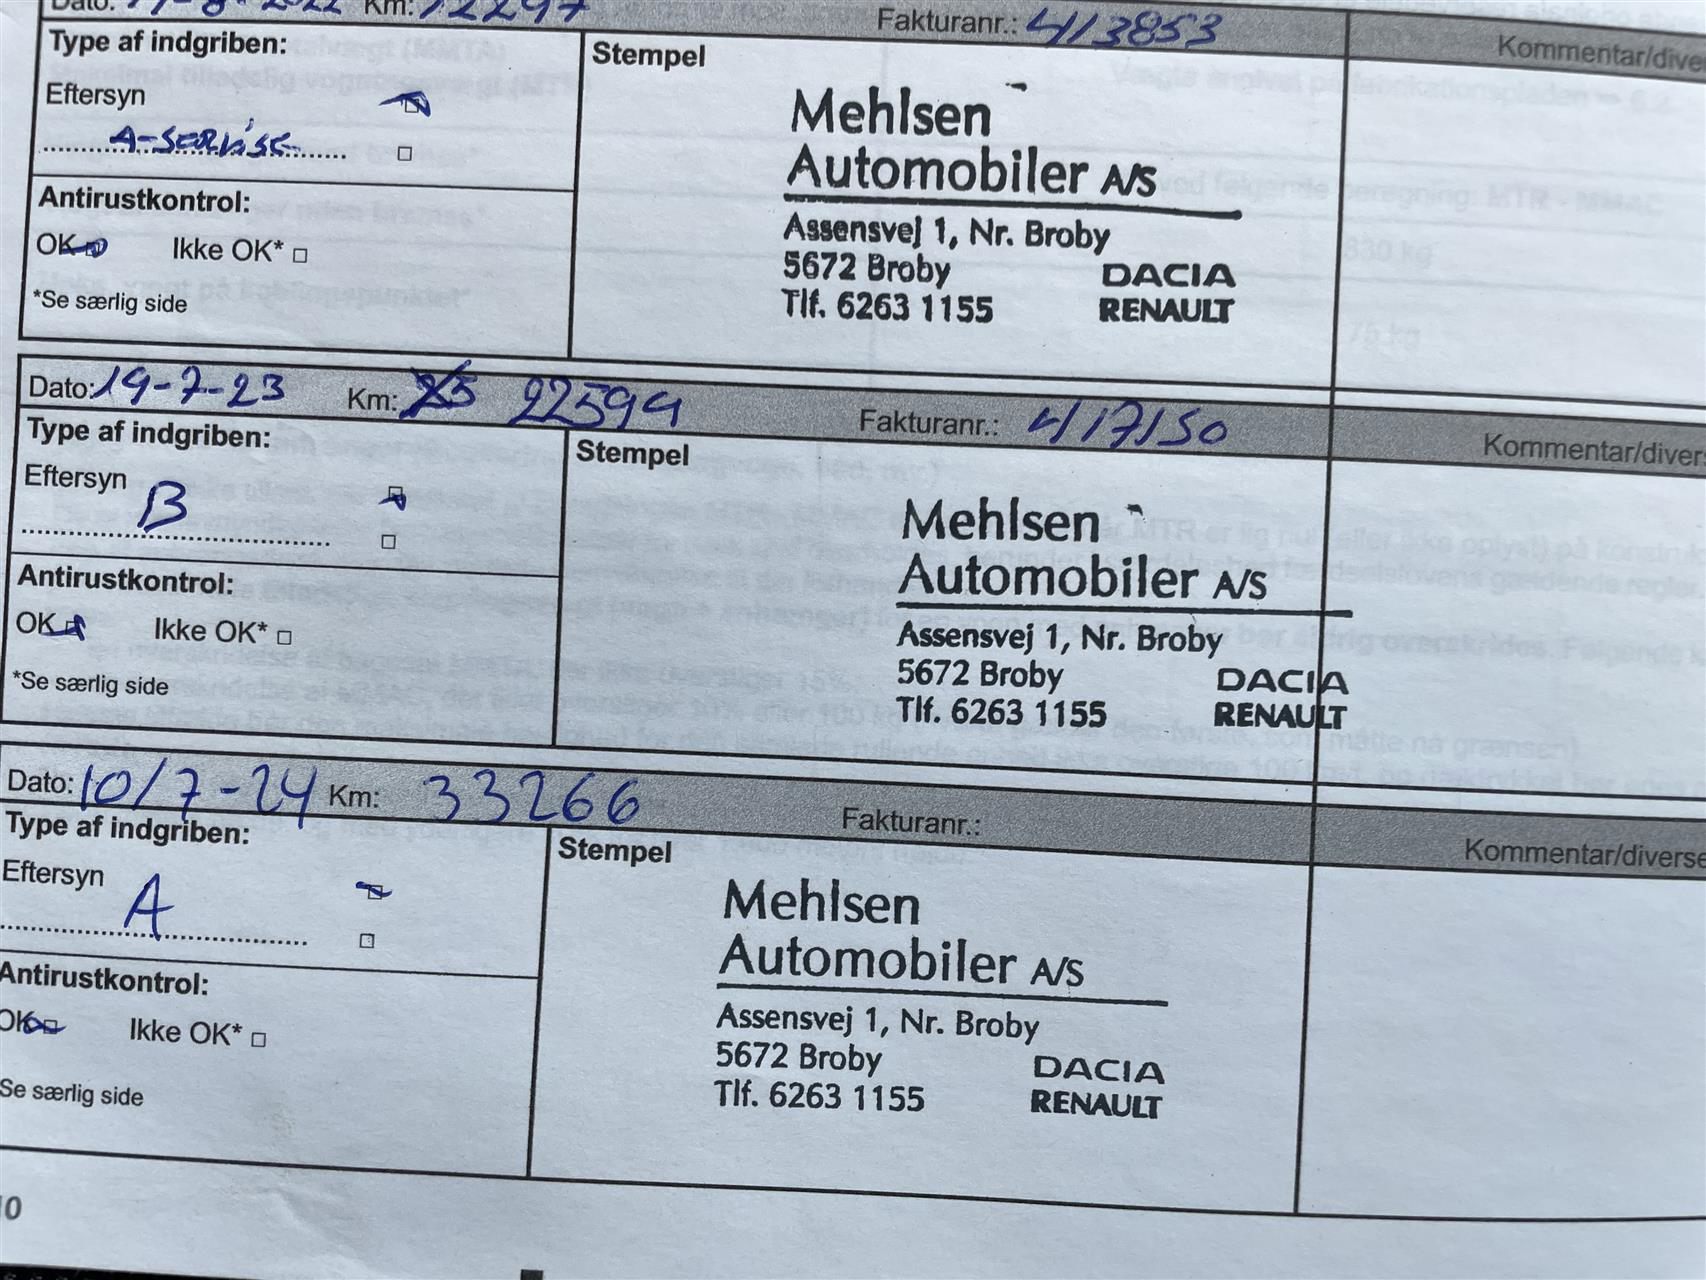 Km: 12297 Fakturanr.: 413853 Kommentar/diver
Type af indgriben: Stempel
Eftersyn
A-SERVISE
Antirustkontrol:
OK Ikke OK*
*Se særlig side
Mehlsen
Automobiler A/S
Assensvej 1, Nr. Broby
5672 Broby DACIA
Tlf. 6263 1155 RENAULT
Dato: 19-7-23 Km: 22594 Fakturanr.: 417150 Kommentar/divers
Type af indgriben: Stempel
Eftersyn B
Antirustkontrol:
OK Ikke OK*
*Se særlig side
Mehlsen
Automobiler A/S
Assensvej 1, Nr. Broby
5672 Broby DACIA
Tlf. 6263 1155 RENAULT
Dato: 10/7-24 Km: 33266 Fakturanr.: Kommentar/diverse
Type af indgriben: Stempel
Eftersyn A
Antirustkontrol:
OK Ikke OK*
Se særlig side
Mehlsen
Automobiler A/S
Assensvej 1, Nr. Broby
5672 Broby DACIA
Tlf. 6263 1155 RENAULT
10